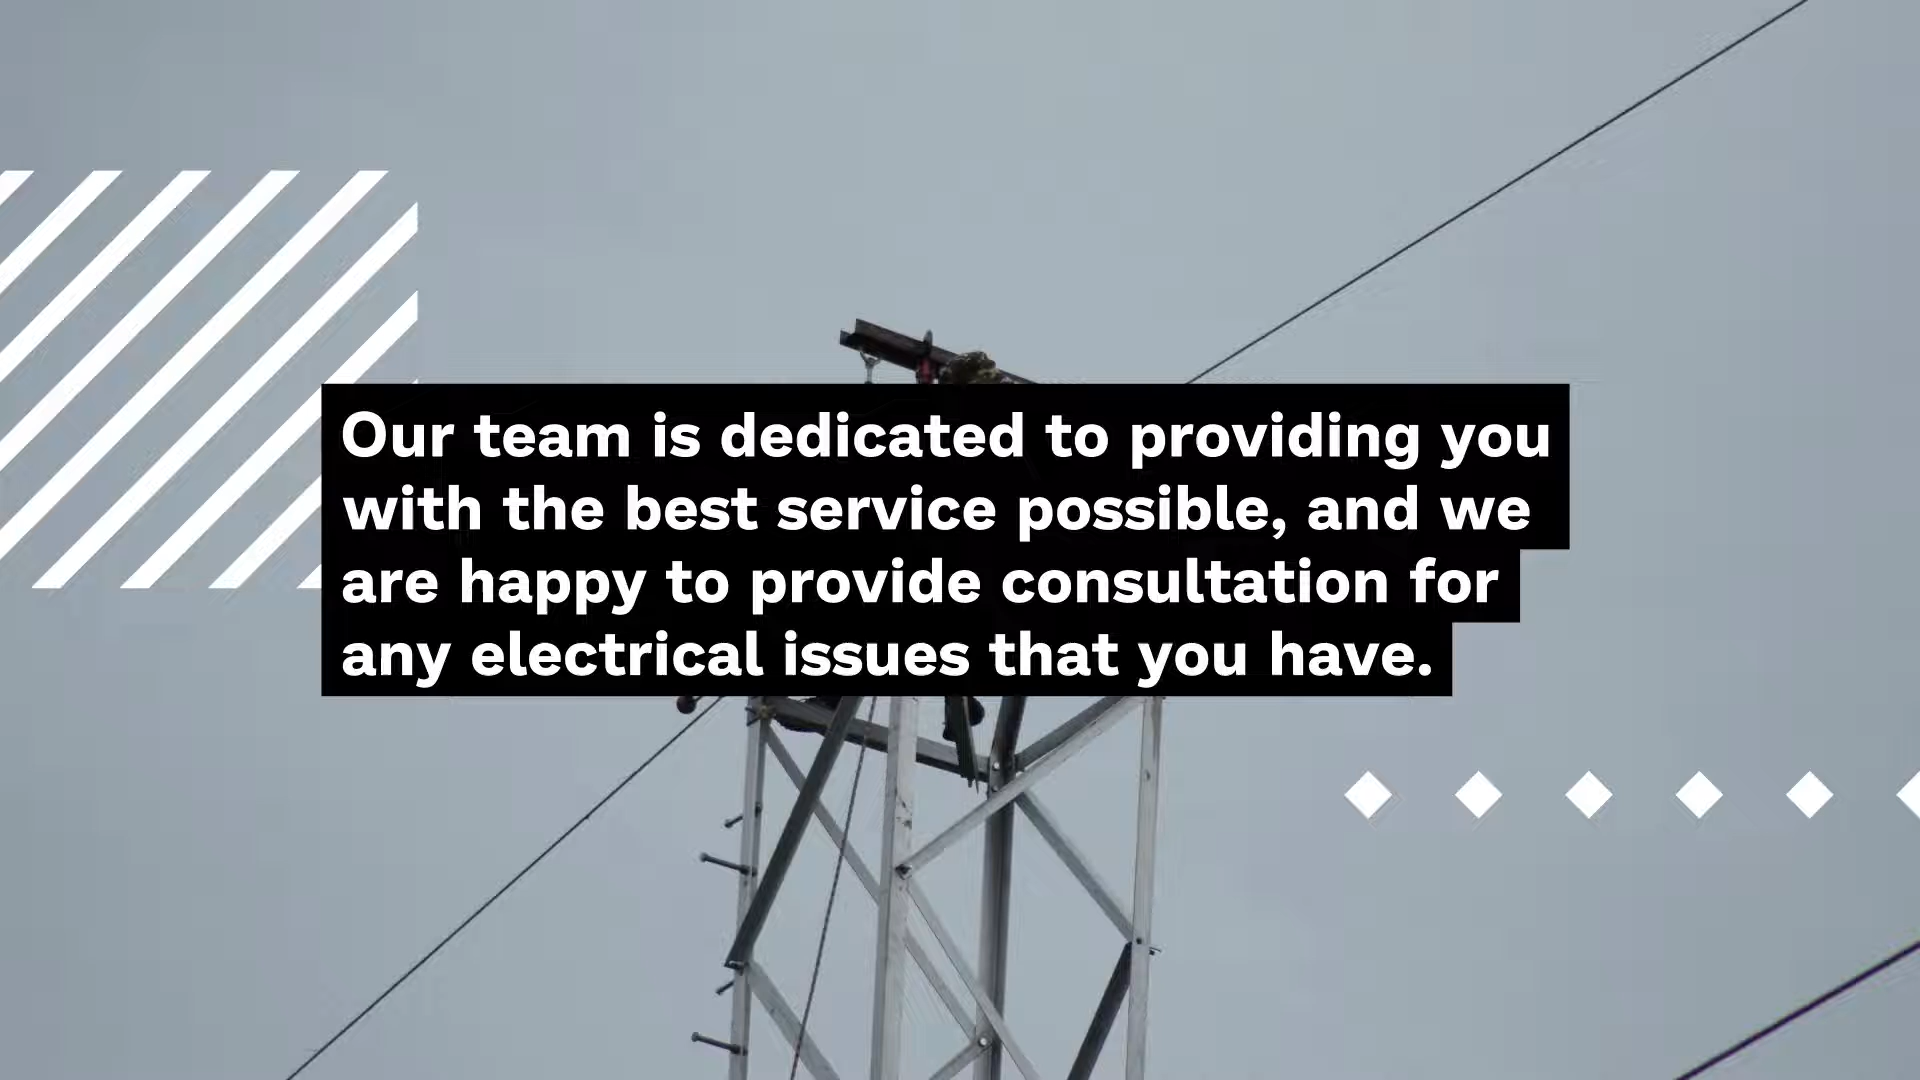 Our team is dedicated to providing you
with the best service possible, and we
are happy to provide consultation for
any electrical issues that you have.